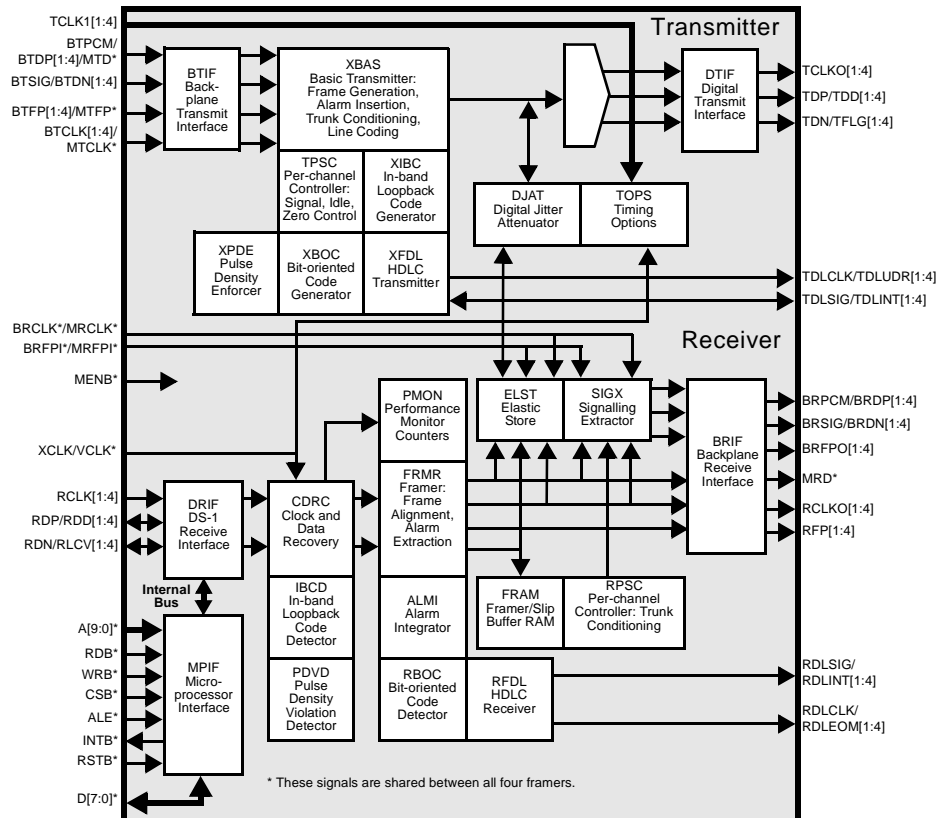 TCLK1[1:4]
BTPCM/
BTDP[1:4]/MTD*
BTSIG/BTDN[1:4]
BTFP[1:4]/MTFP*
BTCLK[1:4]/
MTCLK*
BTIF
Back-
plane
Transmit
Interface
XBAS
Basic Transmitter:
Frame Generation,
Alarm Insertion,
Trunk Conditioning,
Line Coding
TPSC
Per-channel
Controller:
Signal, Idle,
Zero Control
XIBC
In-band
Loopback
Code
Generator
XPDE
Pulse
Density
Enforcer
XBOC
Bit-oriented
Code
Generator
XFDL
HDLC
Transmitter
Transmitter
DTIF
Digital
Transmit
Interface
TCLKO[1:4]
TDP/TDD[1:4]
TDN/TFLG[1:4]
DJAT
Digital Jitter
Attenuator
TOPS
Timing
Options
TDLCLK/TDLUDR[1:4]
TDLSIG/TDLINT[1:4]
BRCLK*/MRCLK*
BRFPI*/MRFPI*
MENB*
XCLK/VCLK*
RCLK[1:4]
RDP/RDD[1:4]
RDN/RLCV[1:4]
Receiver
PMON
Performance
Monitor
Counters
ELST
Elastic
Store
SIGX
Signalling
Extractor
BRIF
Backplane
Receive
Interface
BRPCM/BRDP[1:4]
BRSIG/BRDN[1:4]
BRFPO[1:4]
MRD*
RCLKO[1:4]
RFP[1:4]
DRIF
DS-1
Receive
Interface
CDRC
Clock and
Data
Recovery
FRMR
Framer:
Frame
Alignment,
Alarm
Extraction
Internal
Bus
IBCD
In-band
Loopback
Code
Detector
ALMI
Alarm
Integrator
FRAM
Framer/Slip
Buffer RAM
RPSC
Per-channel
Controller: Trunk
Conditioning
A[9:0]*
RDB*
WRB*
CSB*
ALE*
INTB*
RSTB*
D[7:0]*
MPIF
Micro-
processor
Interface
PDVD
Pulse
Density
Violation
Detector
RBOC
Bit-oriented
Code
Detector
RFDL
HDLC
Receiver
RDLSIG/
RDLINT[1:4]
RDLCLK/
RDLEOM[1:4]
* These signals are shared between all four framers.